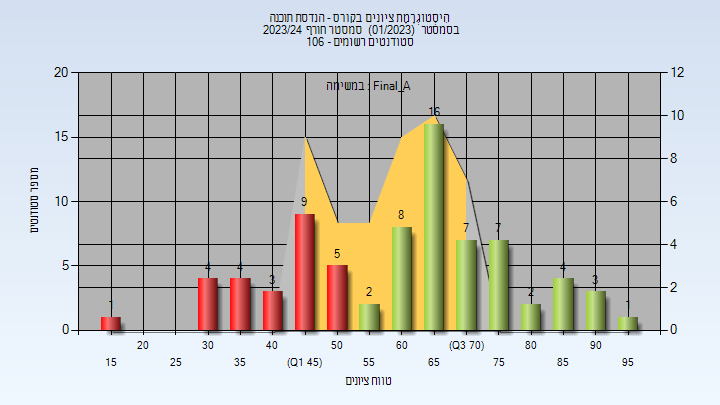 היסטוגרמת ציונים בקורס - הנדסת תוכנה
בסמסטר (01/2023) סמסטר חורף 2023/24
סטודנטים רשומים - 106
במשימה : Final_A
מספר סטודנטים
20 15 10 5 0
12 10 8 6 4 2 0
1 4 4 3 9 5 2 8 16 7 7 2 4 3 1
20 30 40 50 60 (Q3 70) 80 90
15 25 35 (Q1 45) 55 65 75 85 95
טווח ציונים